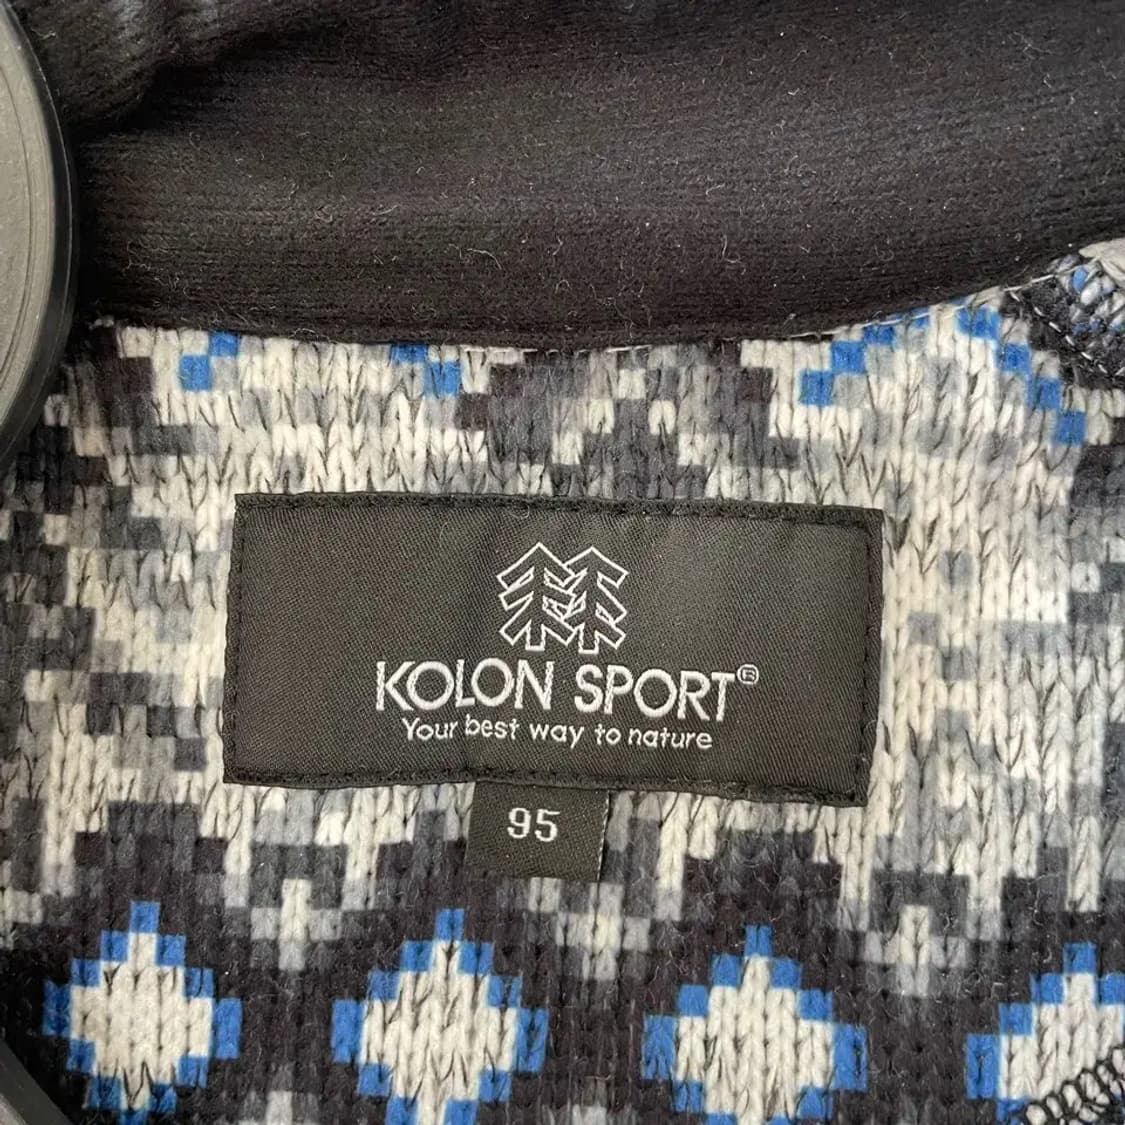 KOLON SPORT®
Your best way to nature
95